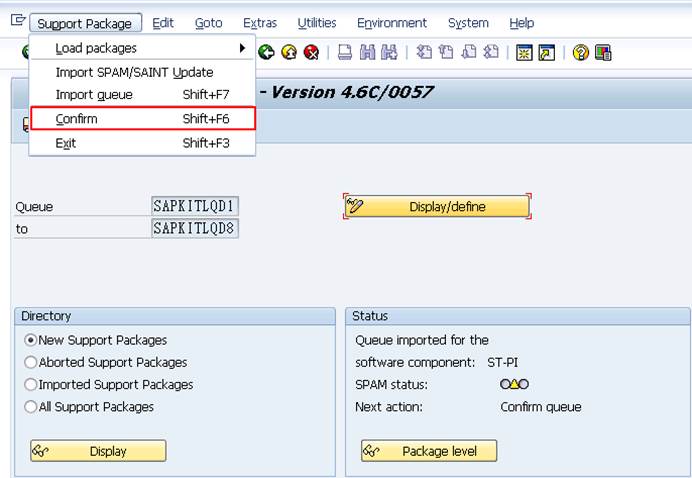 Support Package Edit Goto Extras Utilities Environment System Help
Load packages
Import SPAM/SAINT Update
Import queue Shift+F7
- Version 4.6C/0057
Confirm Shift+F6
Exit Shift+F3
Queue SAPKITLQD1 Display/define
to SAPKITLQD8
Directory
New Support Packages
Aborted Support Packages
Imported Support Packages
All Support Packages
Display
Status
Queue imported for the
software component: ST-PI
SPAM status:
Next action: Confirm queue
Package level